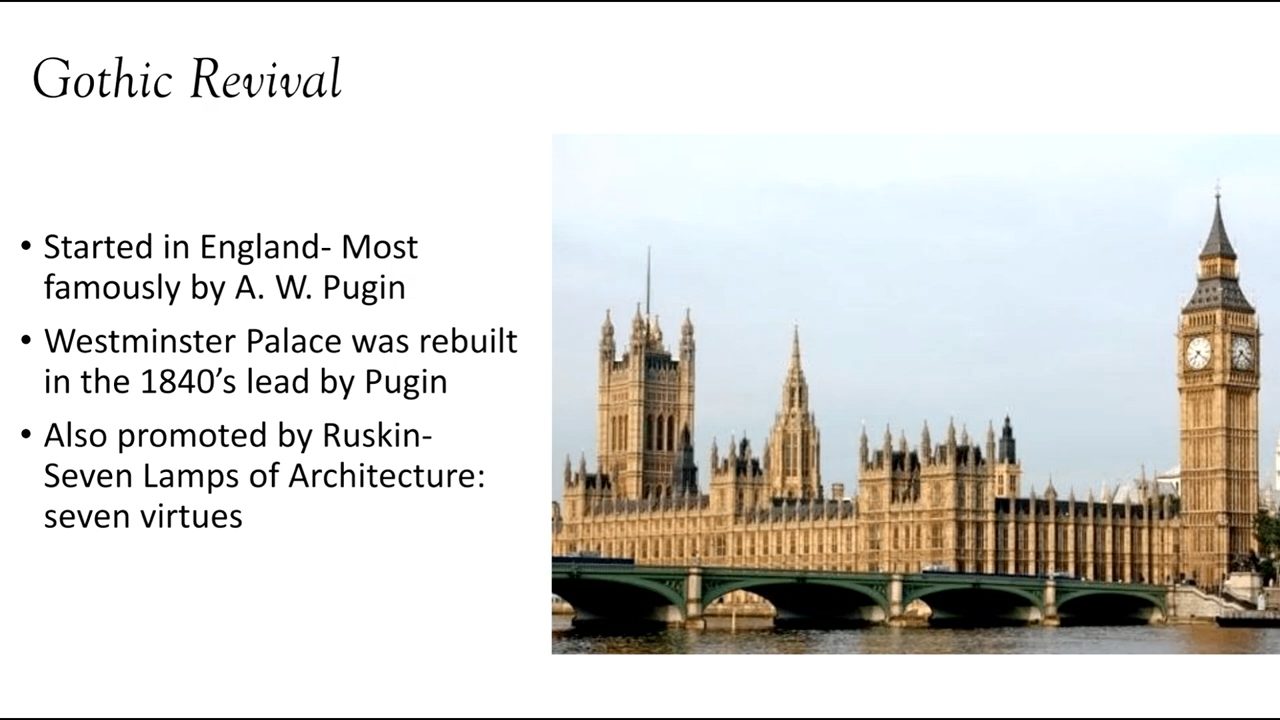 Gothic Revival
• Started in England- Most
famously by A. W. Pugin
• Westminster Palace was rebuilt
in the 1840’s lead by Pugin
• Also promoted by Ruskin-
Seven Lamps of Architecture:
seven virtues